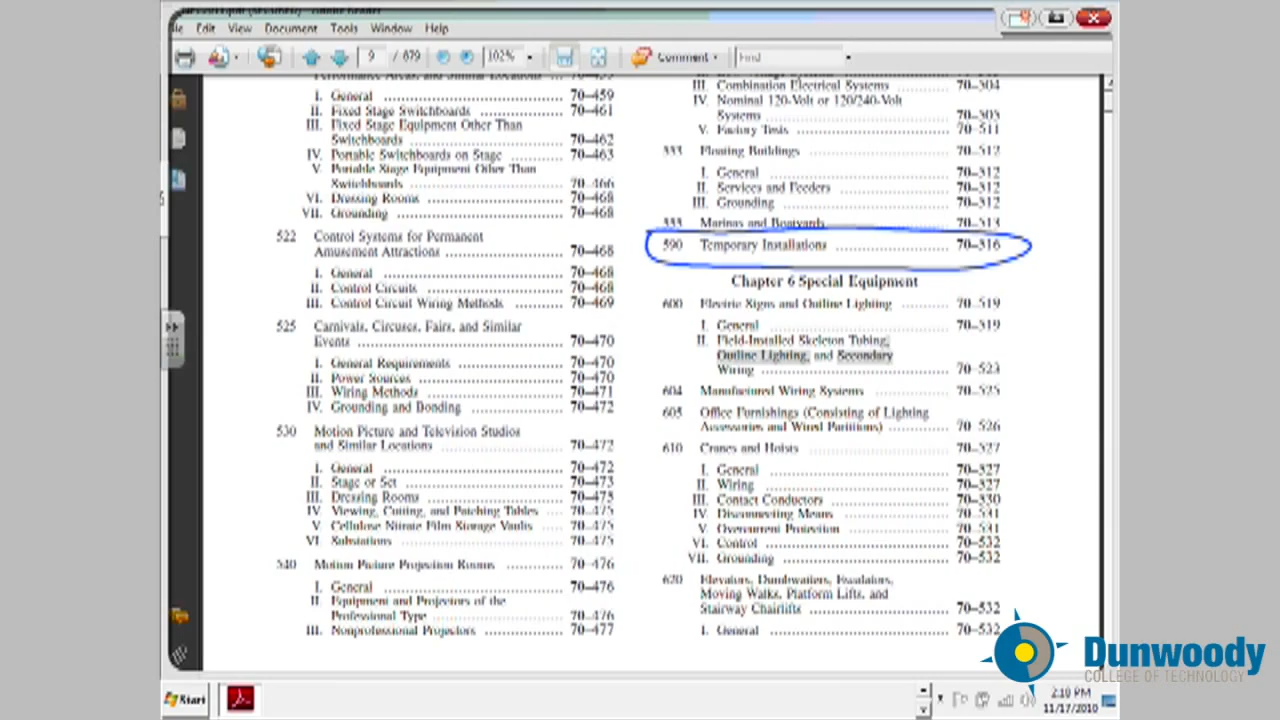 Edit View Document Tools Window Help
9 / 879 102% Comment Find
I. General 70–459
II. Fixed Stage Switchboards 70–461
III. Fixed Stage Equipment Other Than
Switchboards 70–462
IV. Portable Switchboards on Stage 70–463
V. Portable Stage Equipment Other Than
Switchboards 70–466
VI. Dressing Rooms 70–468
VII. Grounding 70–468
522 Control Systems for Permanent
Amusement Attractions 70–468
I. General 70–468
II. Control Circuits 70–468
III. Control Circuit Wiring Methods 70–469
525 Carnivals, Circuses, Fairs, and Similar
Events 70–470
I. General Requirements 70–470
II. Power Sources 70–470
III. Wiring Methods 70–471
IV. Grounding and Bonding 70–472
530 Motion Picture and Television Studios
and Similar Locations 70–472
I. General 70–472
II. Stage or Set 70–473
III. Dressing Rooms 70–475
IV. Viewing, Cutting, and Patching Tables 70–475
V. Cellulose Nitrate Film Storage Vaults 70–475
VI. Substations 70–475
540 Motion Picture Projection Rooms 70–476
I. General 70–476
II. Equipment and Projectors of the
Professional Type 70–476
III. Nonprofessional Projectors 70–477
III. Combination Electrical Systems
IV. Nominal 120-Volt or 120/240-Volt
Systems
V. Factory Tests 70–511
Floating Buildings 70–512
I. General 70–512
II. Services and Feeders 70–512
III. Grounding 70–512
555 Marinas and Boatyards 70–513
590 Temporary Installations 70–516
Chapter 6 Special Equipment
600 Electric Signs and Outline Lighting 70–519
I. General 70–519
II. Field-Installed Skeleton Tubing,
Outline Lighting, and Secondary
Wiring 70–523
604 Manufactured Wiring Systems 70–525
605 Office Furnishings (Consisting of Lighting
Accessories and Wired Partitions) 70–526
610 Cranes and Hoists 70–527
I. General 70–527
II. Wiring 70–527
III. Contact Conductors 70–530
IV. Disconnecting Means 70–531
V. Overcurrent Protection 70–531
VI. Control 70–532
VII. Grounding 70–532
620 Elevators, Dumbwaiters, Escalators,
Moving Walks, Platform Lifts, and
Stairway Chairlifts 70–532
I. General 70–532
Dunwoody
COLLEGE OF TECHNOLOGY
Start
2:10 PM
11/17/2010